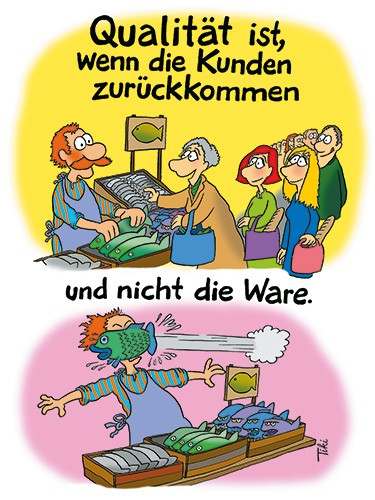 Qualität ist,
wenn die Kunden
zurückkommen
und nicht die Ware.
Tiki